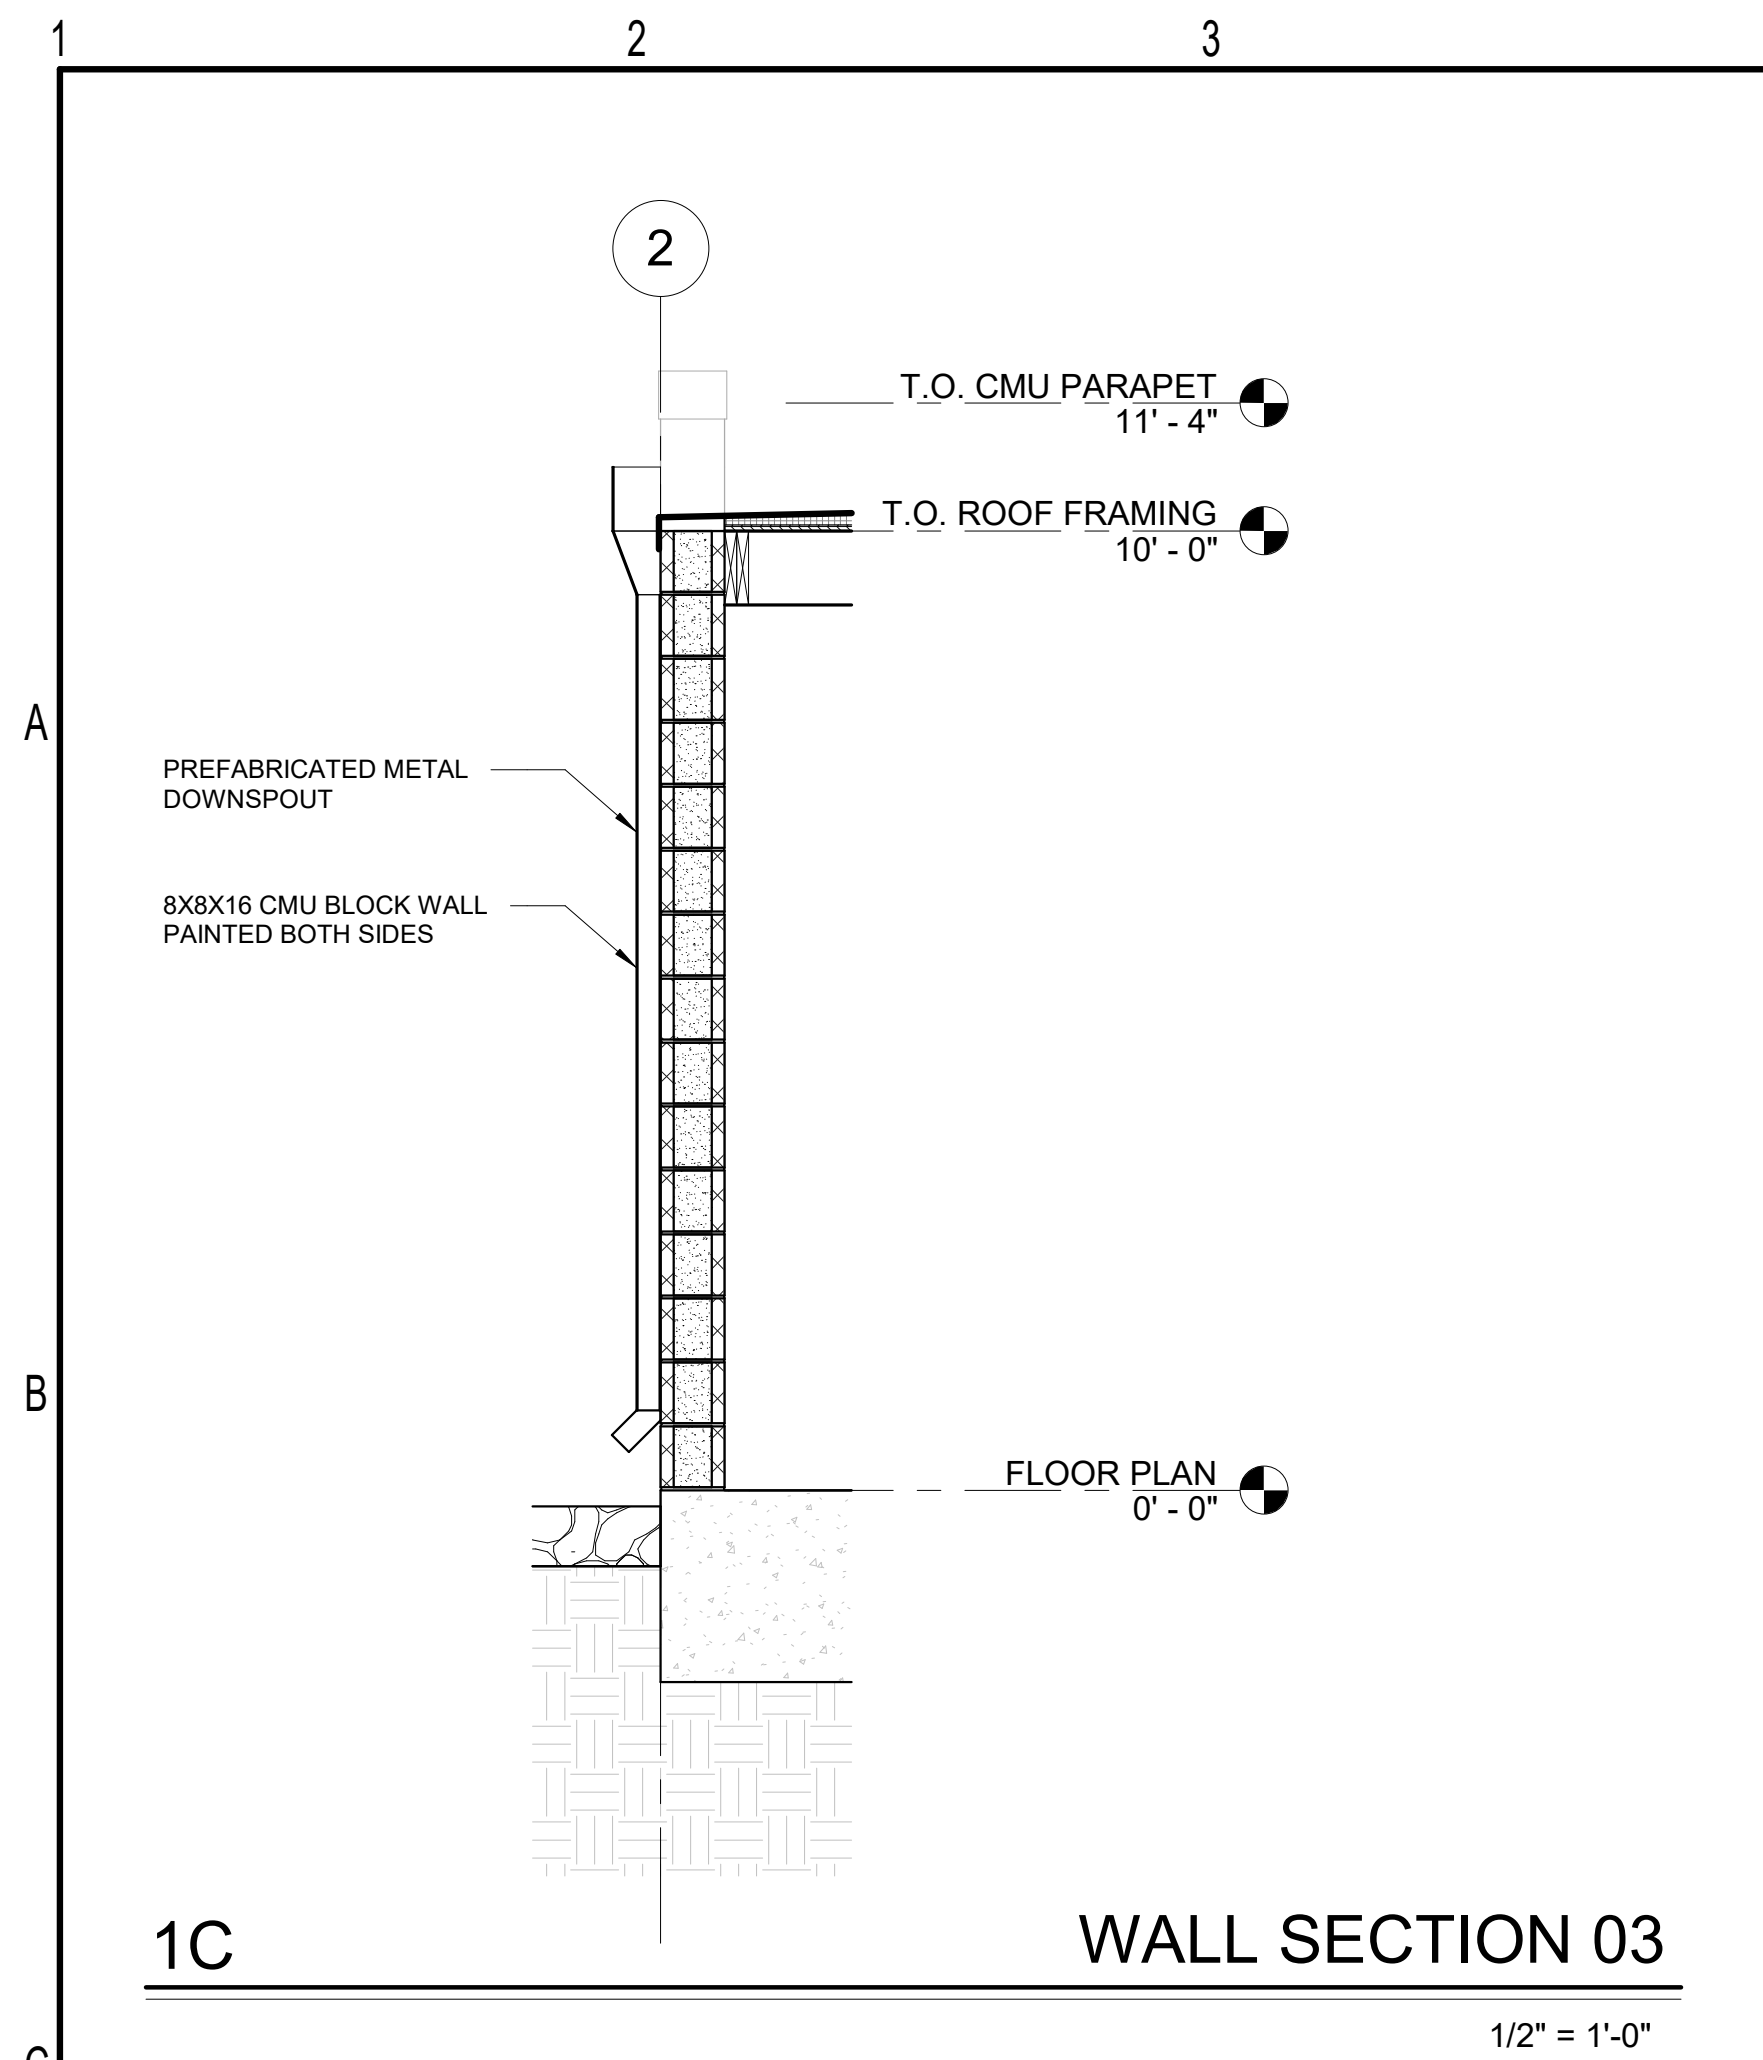 1 2 3
2
T.O. CMU PARAPET
11' - 4"
T.O. ROOF FRAMING
10' - 0"
A
PREFABRICATED METAL
DOWNSPOUT
8X8X16 CMU BLOCK WALL
PAINTED BOTH SIDES
B
FLOOR PLAN
0' - 0"
1C
WALL SECTION 03
1/2" = 1'-0"